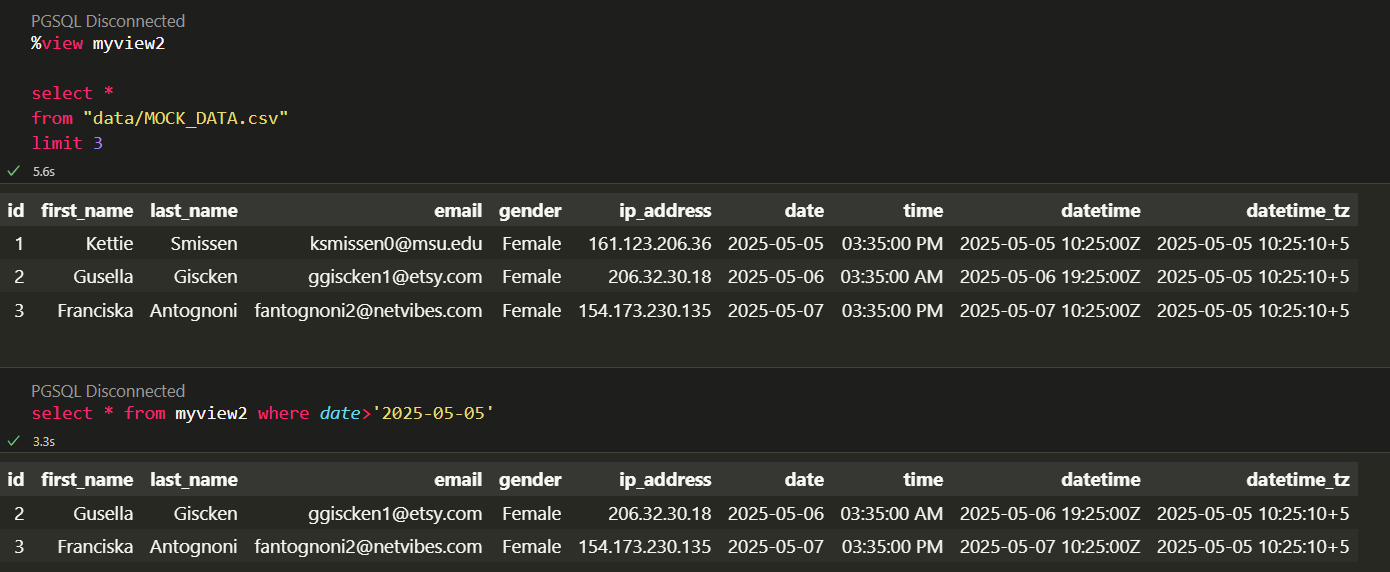 PGSQL Disconnected
%view myview2
select *
from "data/MOCK_DATA.csv"
limit 3
5.6s
id first_name last_name email gender ip_address date time datetime datetime_tz
1 Kettie Smissen ksmissen0@msu.edu Female 161.123.206.36 2025-05-05 03:35:00 PM 2025-05-05 10:25:00Z 2025-05-05 10:25:10+5
2 Gusella Giscken ggiscken1@etsy.com Female 206.32.30.18 2025-05-06 03:35:00 AM 2025-05-06 19:25:00Z 2025-05-05 10:25:10+5
3 Franciska Antognoni fantognoni2@netvibes.com Female 154.173.230.135 2025-05-07 03:35:00 PM 2025-05-07 10:25:00Z 2025-05-05 10:25:10+5
PGSQL Disconnected
select * from myview2 where date>'2025-05-05'
3.3s
id first_name last_name email gender ip_address date time datetime datetime_tz
2 Gusella Giscken ggiscken1@etsy.com Female 206.32.30.18 2025-05-06 03:35:00 AM 2025-05-06 19:25:00Z 2025-05-05 10:25:10+5
3 Franciska Antognoni fantognoni2@netvibes.com Female 154.173.230.135 2025-05-07 03:35:00 PM 2025-05-07 10:25:00Z 2025-05-05 10:25:10+5